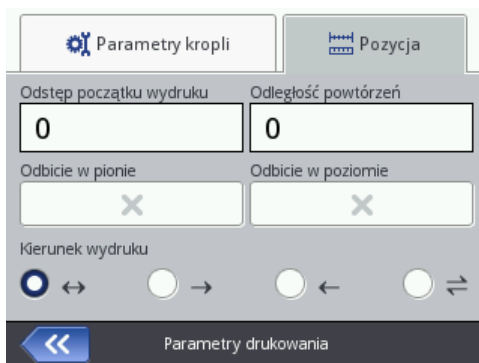 Parametry kropli
Pozycja
Odstęp początku wydruku
Odległość powtórzeń
0
0
Odbicie w pionie
Odbicie w poziomie
Kierunek wydruku
↔ → ← ⇌
Parametry drukowania